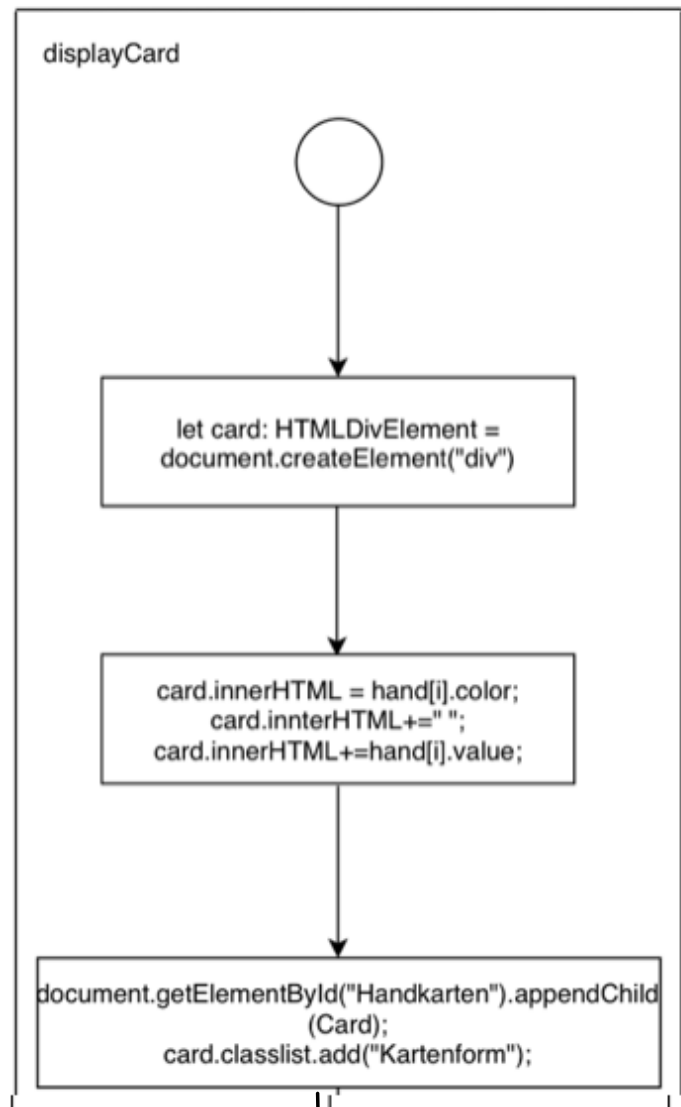 displayCard
let card: HTMLDivElement =
document.createElement("div")
card.innerHTML = hand[i].color;
card.innterHTML+=" ";
card.innerHTML+=hand[i].value;
document.getElementById("Handkarten").appendChild
(Card);
card.classlist.add("Kartenform");